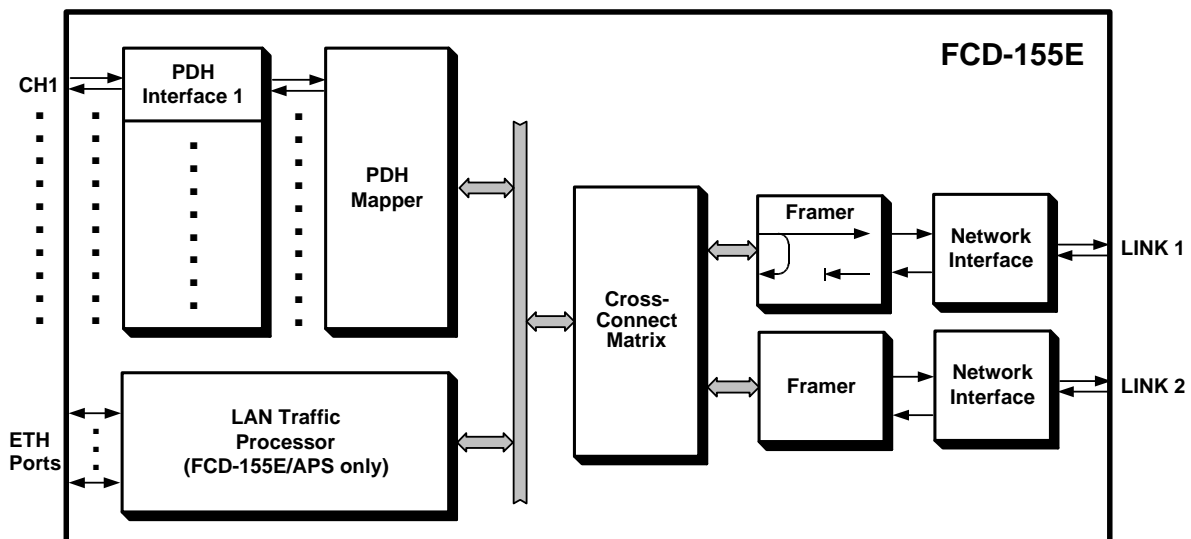 FCD-155E
CH1
PDH
Interface 1
PDH
Mapper
Framer
Network
Interface
LINK 1
Cross-
Connect
Matrix
Framer
Network
Interface
LINK 2
ETH
Ports
LAN Traffic
Processor
(FCD-155E/APS only)